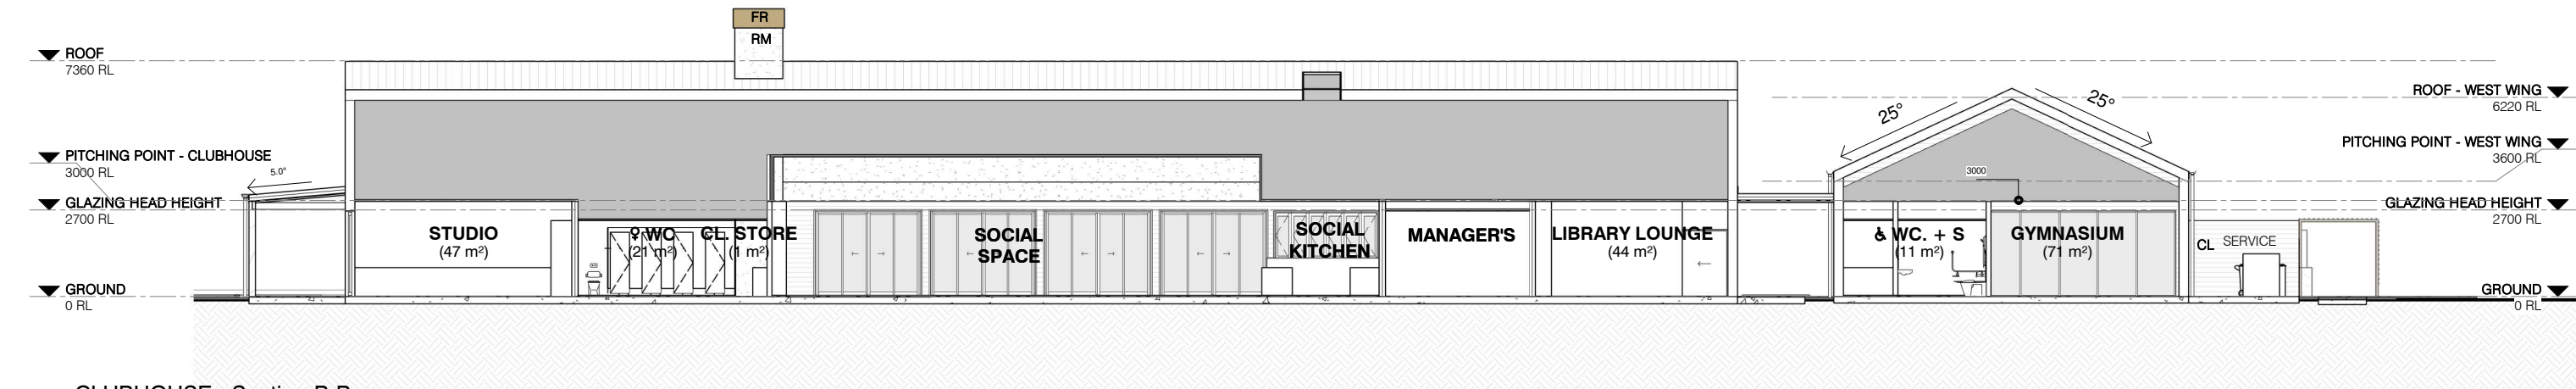 FR
RM
ROOF
7360 RL
PITCHING POINT - CLUBHOUSE
3000 RL
5.0°
GLAZING HEAD HEIGHT
2700 RL
GROUND
0 RL
STUDIO
(47 m²)
♀ WC
(21 m²)
CL. STORE
(1 m²)
SOCIAL
SPACE
SOCIAL
KITCHEN
MANAGER'S
LIBRARY LOUNGE
(44 m²)
25°
25°
3000
♿ WC. + S
(11 m²)
GYMNASIUM
(71 m²)
CL
SERVICE
ROOF - WEST WING
6220 RL
PITCHING POINT - WEST WING
3600 RL
GLAZING HEAD HEIGHT
2700 RL
GROUND
0 RL
CLUBHOUSE - Section B-B